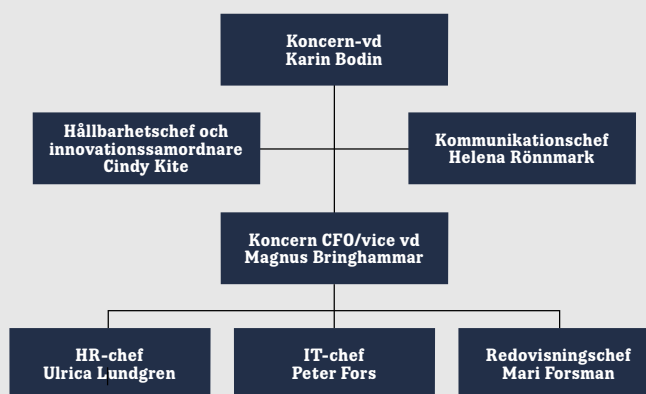 Koncern-vd
Karin Bodin
Hållbarhetschef och
innovationssamordnare
Cindy Kite
Kommunikationschef
Helena Rönnmark
Koncern CFO/vice vd
Magnus Bringhammar
HR-chef
Ulrica Lundgren
IT-chef
Peter Fors
Redovisningschef
Mari Forsman